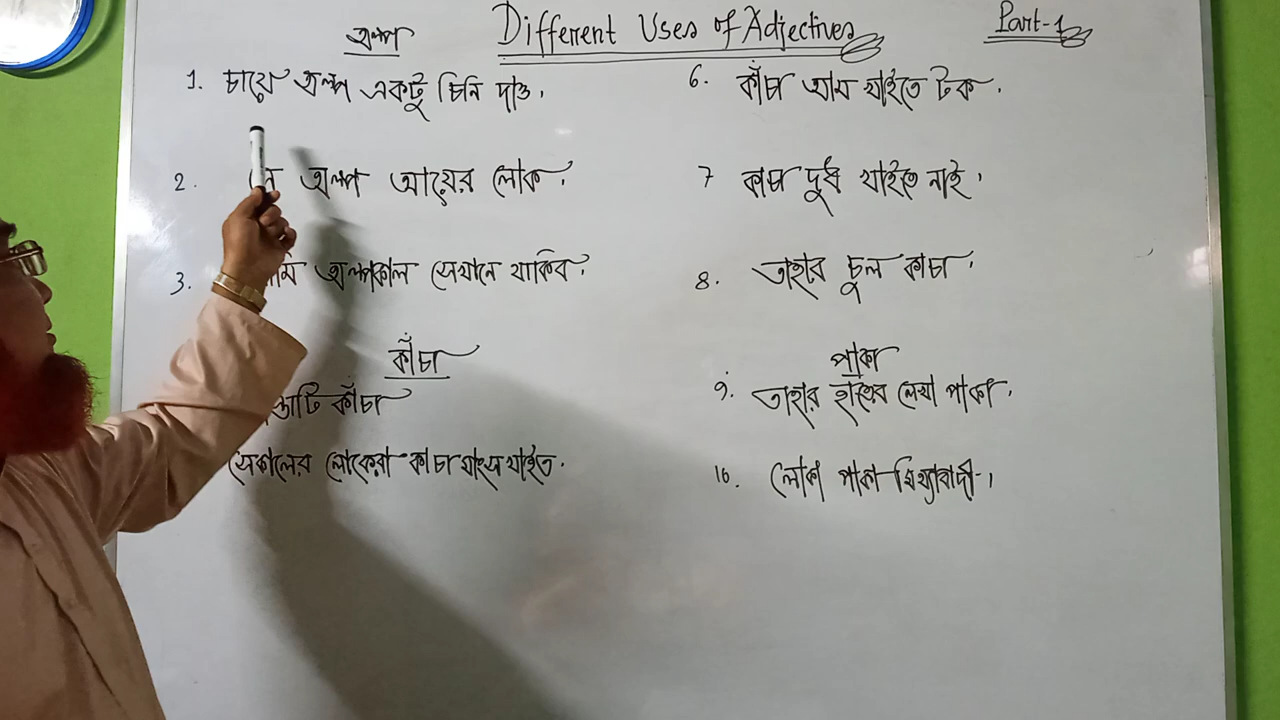 Different Uses of Adjectives
Part-1
অল্প
1. চায়ে অল্প একটু চিনি দাও।
2. সে অল্প আয়ের লোক।
3. অল্পকাল সেখানে থাকিব।
কাঁচা
কাঁচা
সেকালের লোকেরা কাচা মাংস খাইত.
6. কাঁচা আম খাইতে টক.
7 কাচা দুধ খাইতে নাই।
8. তাহার চুল কাচা।
পাকা
9. তাহার হাতের লেখা পাকা.
10. পাকা মিথ্যাবাদী।